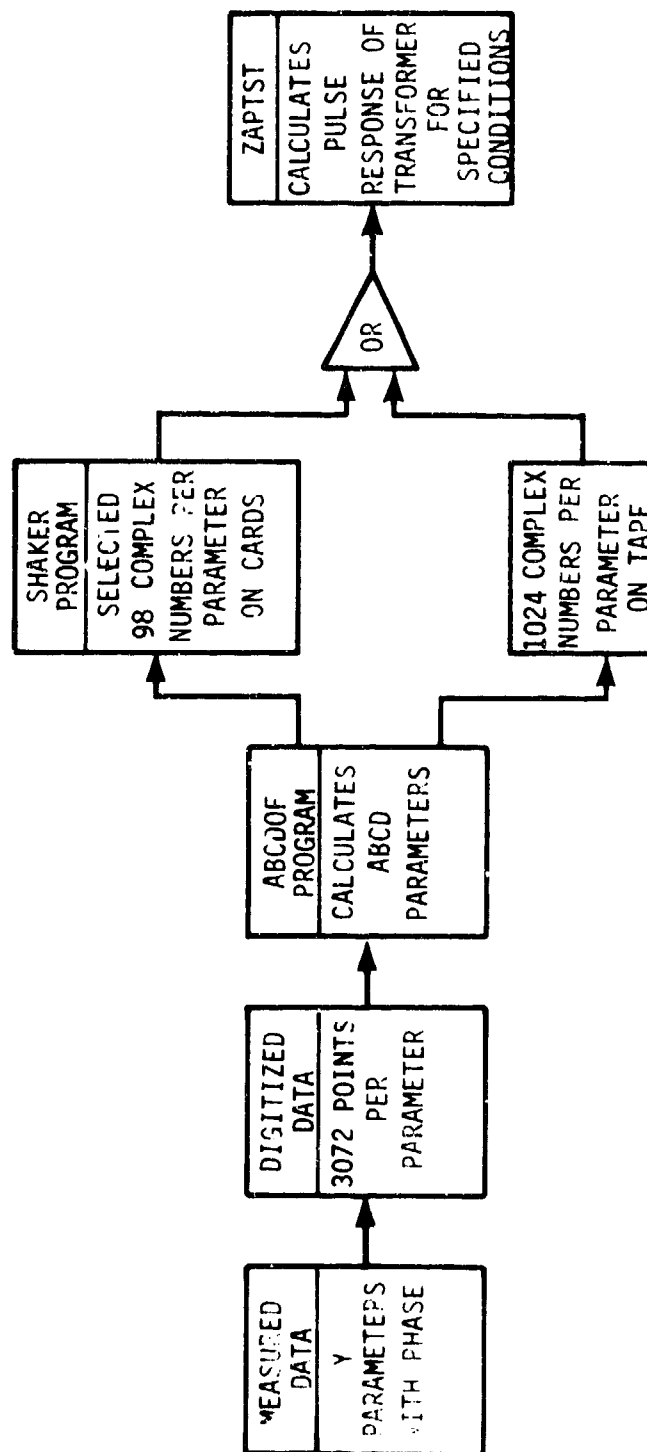 MEASURED
DATA
Y
PARAMETERS
WITH PHASE
DIGITIZED
DATA
3072 POINTS
PER
PARAMETER
ABCDOF
PROGRAM
CALCULATES
ABCD
PARAMETERS
SHAKER
PROGRAM
SELECTED
98 COMPLEX
NUMBERS PER
PARAMETER
ON CARDS
1024 COMPLEX
NUMBERS PER
PARAMETER
ON TAPE
OR
ZAPTST
CALCULATES
PULSE
RESPONSE OF
TRANSFORMER
FOR
SPECIFIED
CONDITIONS